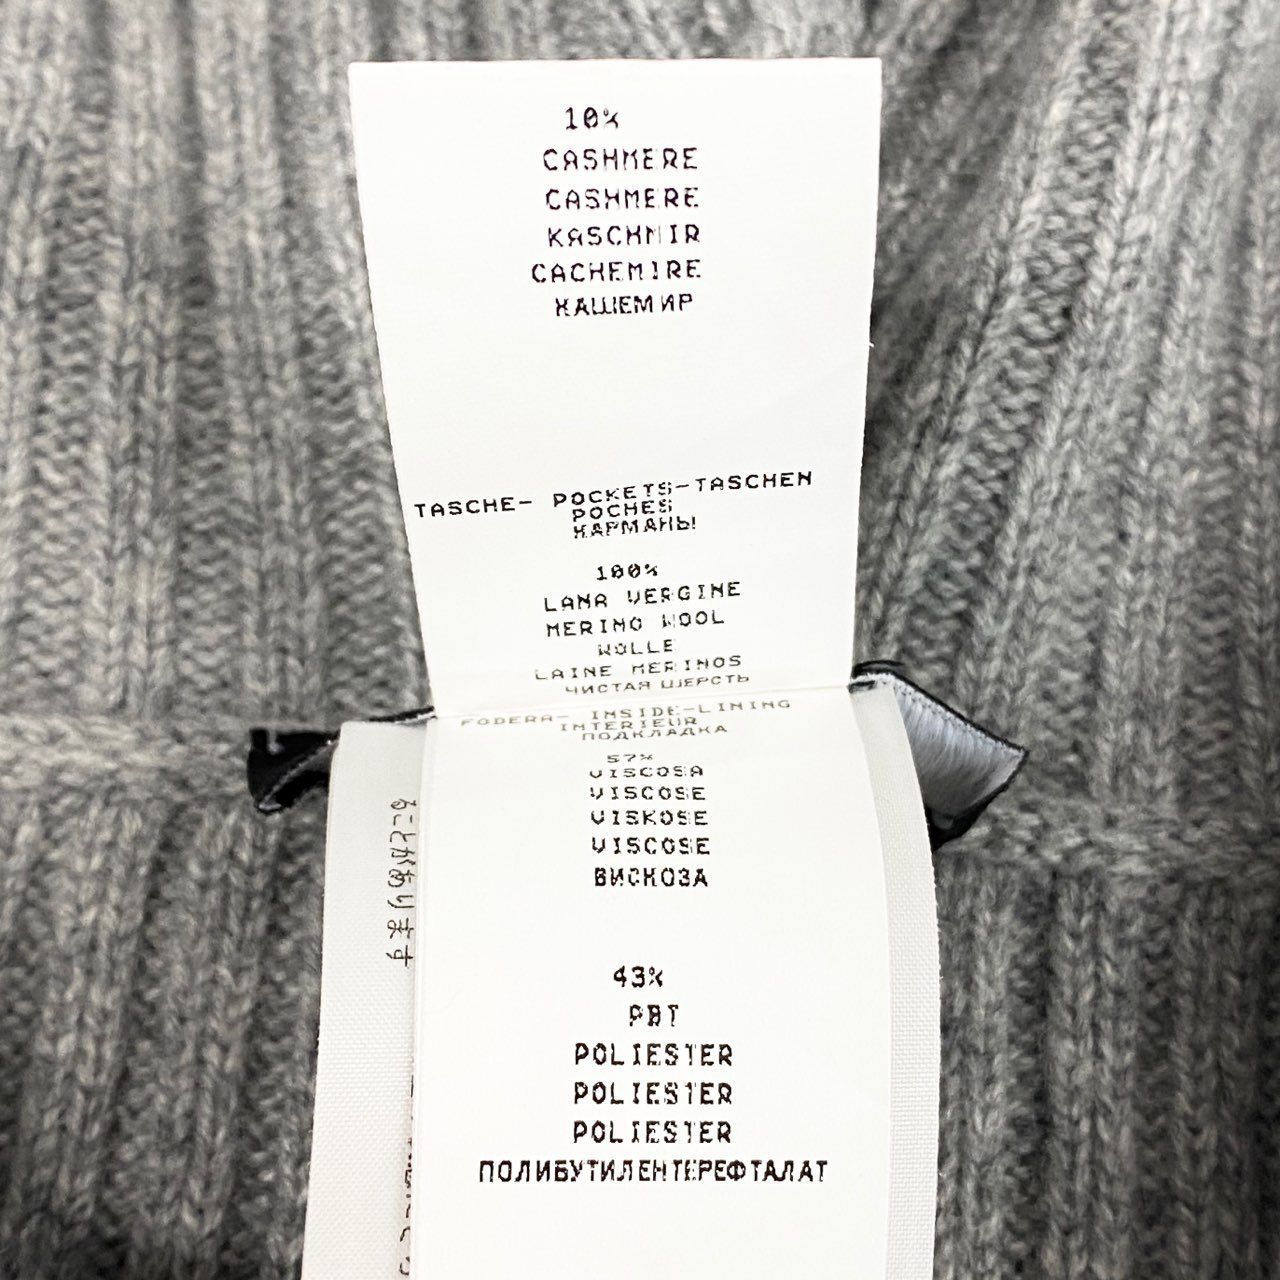 10%
CASHMERE
CASHMERE
KASCHMIR
CACHEMIRE
КАШЕМИР
TASCHE- POCKETS-TASCHEN
POCHES
КАРМАНЫ
100%
LANA VERGINE
MERINO WOOL
WOLLE
LAINE MERINOS
ЧИСТАЯ ШЕРСТЬ
FODERA- INSIDE-LINING
INTERIEUR
ПОДКЛАДКА
57%
VISCOSA
VISCOSE
VISKOSE
VISCOSE
ВИСКОЗА
43%
PBT
POLIESTER
POLIESTER
POLIESTER
ПОЛИБУТИЛЕНТЕРЕФТАЛАТ